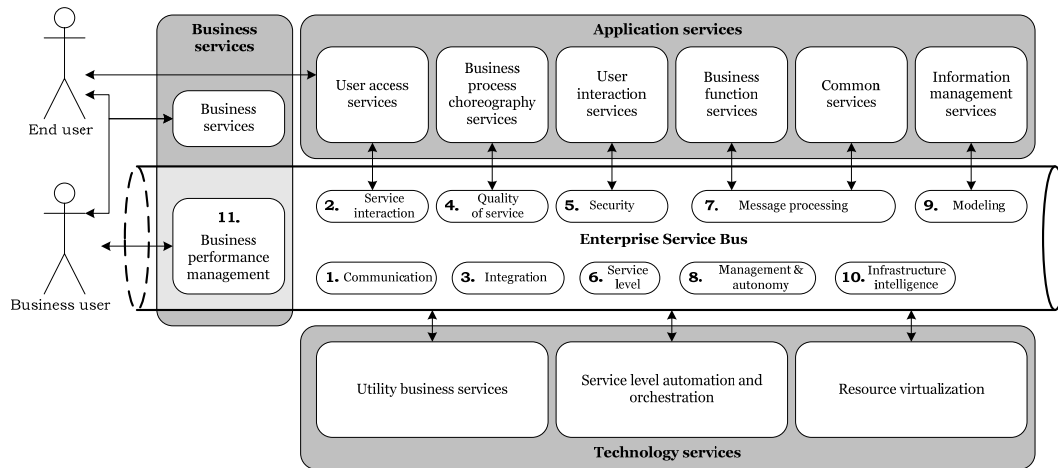 Business
services
Application services
User access
services
Business
process
choreography
services
User
interaction
services
Business
function services
Common
services
Information
management
services
End user
Business
services
2. Service
interaction
4. Quality
of service
5. Security
7. Message processing
9. Modeling
11.
Business
performance
management
Enterprise Service Bus
Business user
1. Communication
3. Integration
6. Service
level
8. Management &
autonomy
10. Infrastructure
intelligence
Utility business services
Service level automation and
orchestration
Resource virtualization
Technology services